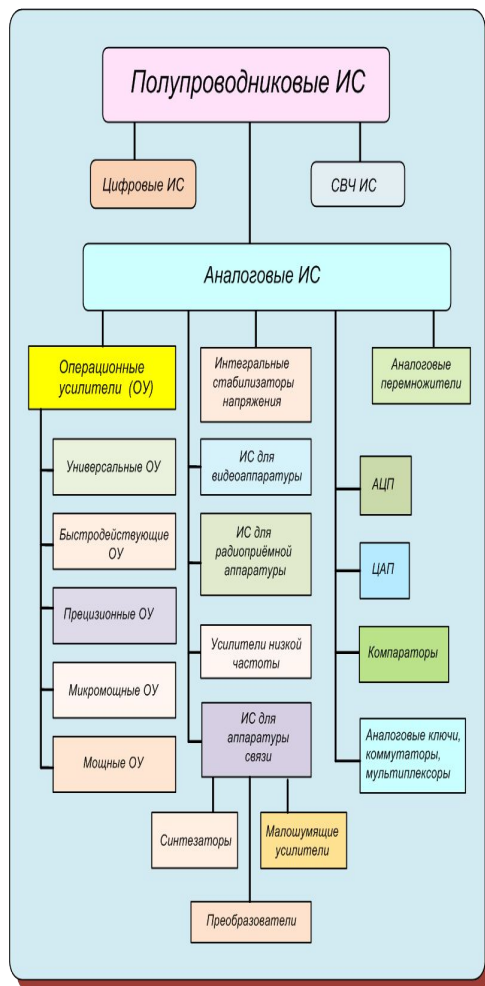 Полупроводниковые ИС
Цифровые ИС
СВЧ ИС
Аналоговые ИС
Операционные
усилители (ОУ)
Интегральные
стабилизаторы
напряжения
Аналоговые
перемножители
Универсальные ОУ
ИС для
видеоаппаратуры
АЦП
Быстродействующие
ОУ
ИС для
радиоприёмной
аппаратуры
ЦАП
Прецизионные ОУ
Усилители низкой
частоты
Компараторы
Микромощные ОУ
ИС для
аппаратуры
связи
Аналоговые ключи,
коммутаторы,
мультиплексоры
Мощные ОУ
Синтезаторы
Малошумящие
усилители
Преобразователи